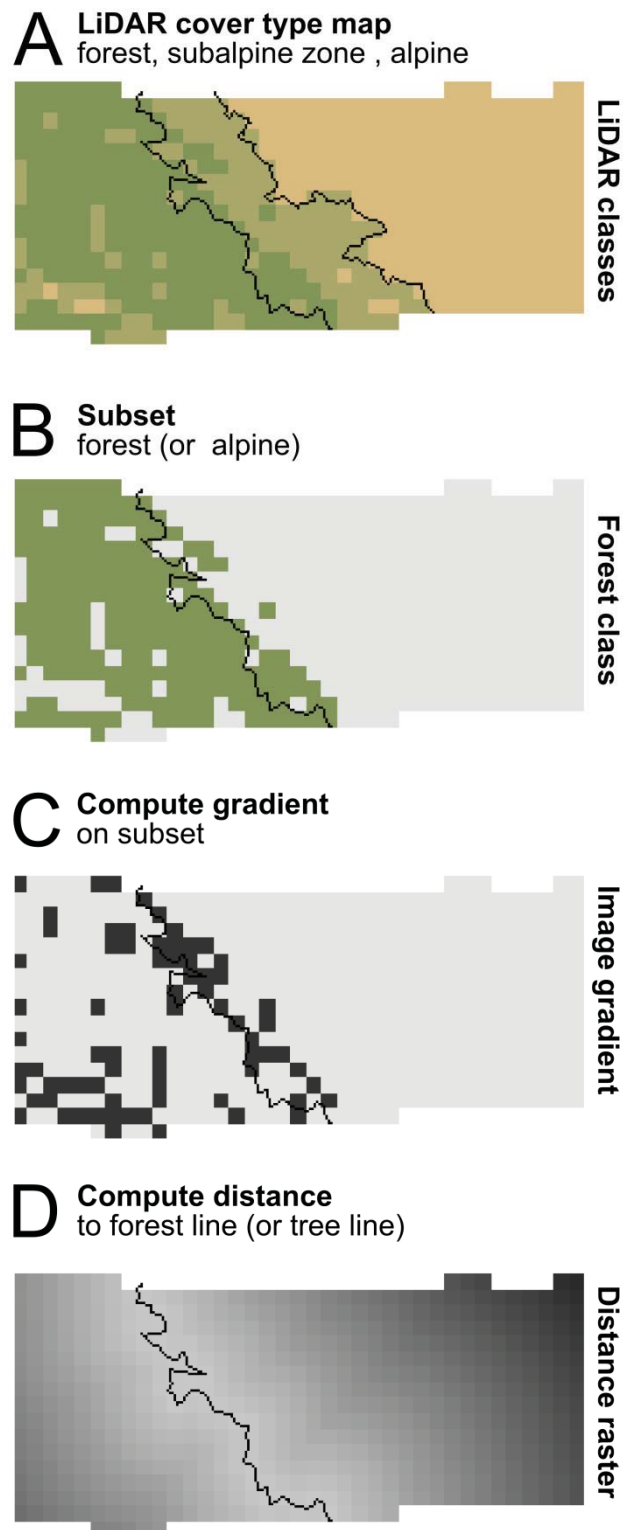 A
LiDAR cover type map
forest, subalpine zone , alpine
LiDAR classes
B
Subset
forest (or alpine)
Forest class
C
Compute gradient
on subset
Image gradient
D
Compute distance
to forest line (or tree line)
Distance raster